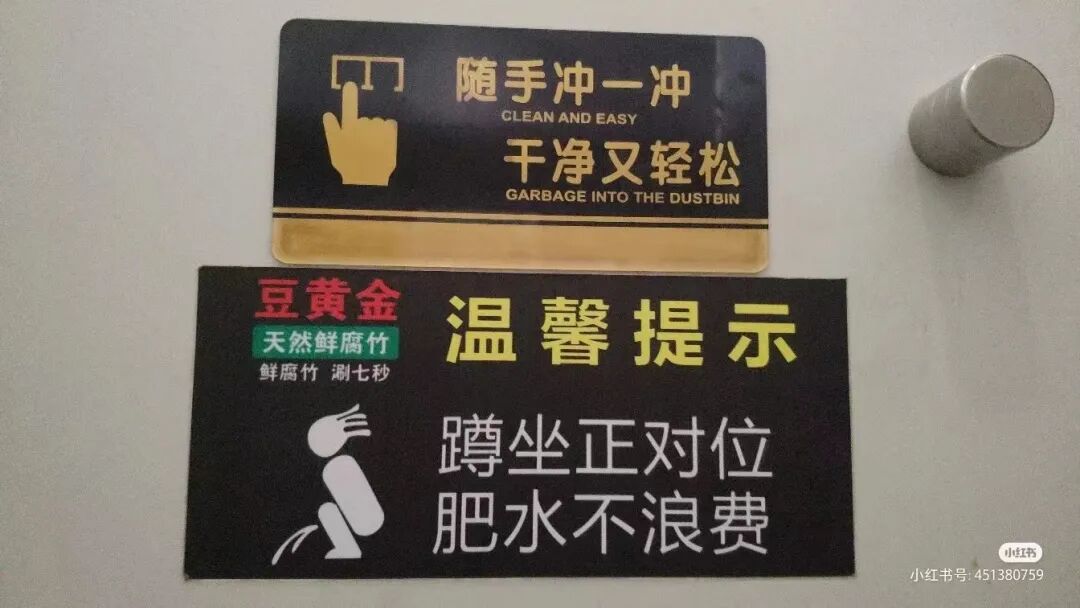 随手冲一冲
CLEAN AND EASY
干净又轻松
GARBAGE INTO THE DUSTBIN
豆黄金
天然鲜腐竹
鲜腐竹 涮七秒
温馨提示
蹲坐正对位
肥水不浪费
小红书
小红书号: 451380759